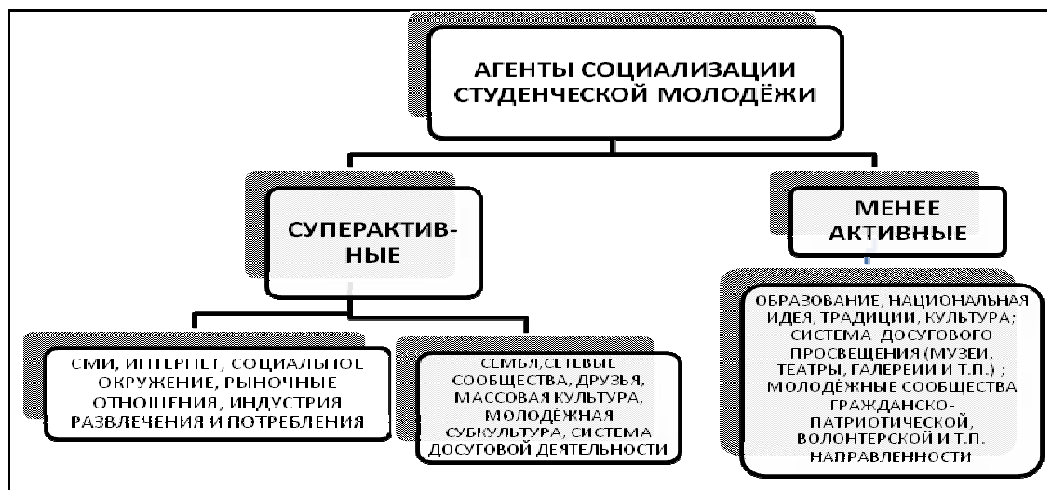 АГЕНТЫ СОЦИАЛИЗАЦИИ
СТУДЕНЧЕСКОЙ МОЛОДЁЖИ
СУПЕРАКТИВ-
НЫЕ
МЕНЕЕ
АКТИВНЫЕ
СМИ, ИНТЕРНЕТ, СОЦИАЛЬНОЕ
ОКРУЖЕНИЕ, РЫНОЧНЫЕ
ОТНОШЕНИЯ, ИНДУСТРИЯ
РАЗВЛЕЧЕНИЯ И ПОТРЕБЛЕНИЯ
СЕМЬЯ,СЕТЕВЫЕ
СООБЩЕСТВА, ДРУЗЬЯ,
МАССОВАЯ КУЛЬТУРА,
МОЛОДЁЖНАЯ
СУБКУЛЬТУРА, СИСТЕМА
ДОСУГОВОЙ ДЕЯТЕЛЬНОСТИ
ОБРАЗОВАНИЕ, НАЦИОНАЛЬНАЯ
ИДЕЯ, ТРАДИЦИИ, КУЛЬТУРА;
СИСТЕМА ДОСУГОВОГО
ПРОСВЕЩЕНИЯ (МУЗЕИ,
ТЕАТРЫ, ГАЛЕРЕИИ И Т.П.) ;
МОЛОДЁЖНЫЕ СООБЩЕСТВА
ГРАЖДАНСКО-
ПАТРИОТИЧЕСКОЙ,
ВОЛОНТЕРСКОЙ И Т.П.
НАПРАВЛЕННОСТИ